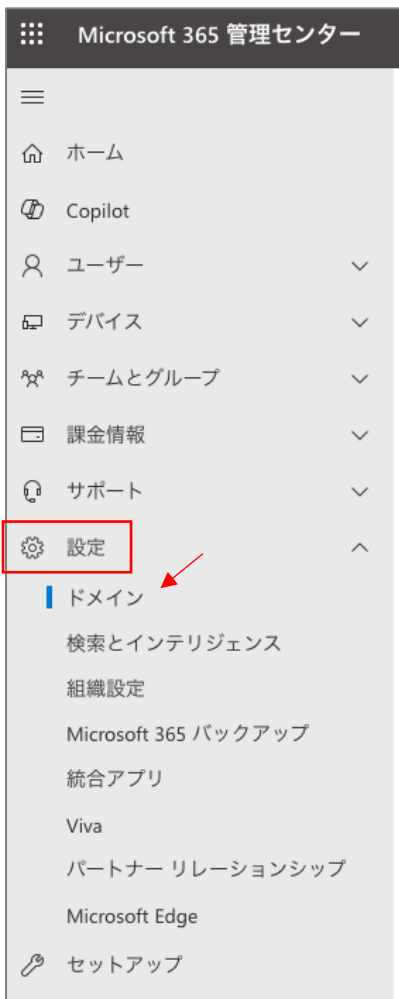 Microsoft 365 管理センター
ホーム
Copilot
ユーザー
デバイス
チームとグループ
課金情報
サポート
設定
ドメイン
検索とインテリジェンス
組織設定
Microsoft 365 バックアップ
統合アプリ
Viva
パートナー リレーションシップ
Microsoft Edge
セットアップ